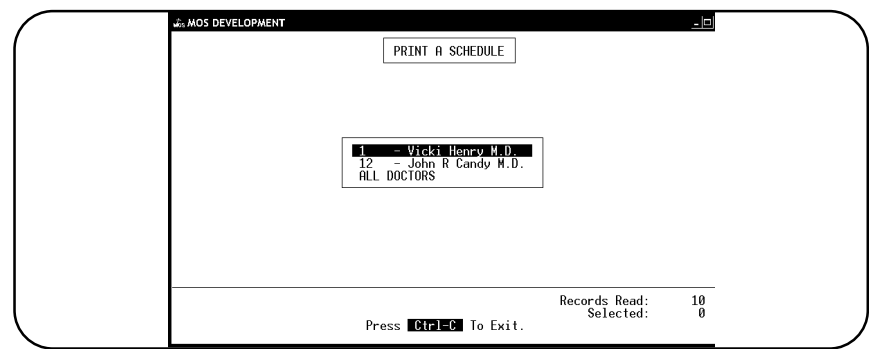 MOS MOS DEVELOPMENT
PRINT A SCHEDULE
1 - Vicki Henry M.D.
12 - John R Candy M.D.
ALL DOCTORS
Records Read: 10
Selected: 0
Press Ctrl-C To Exit.